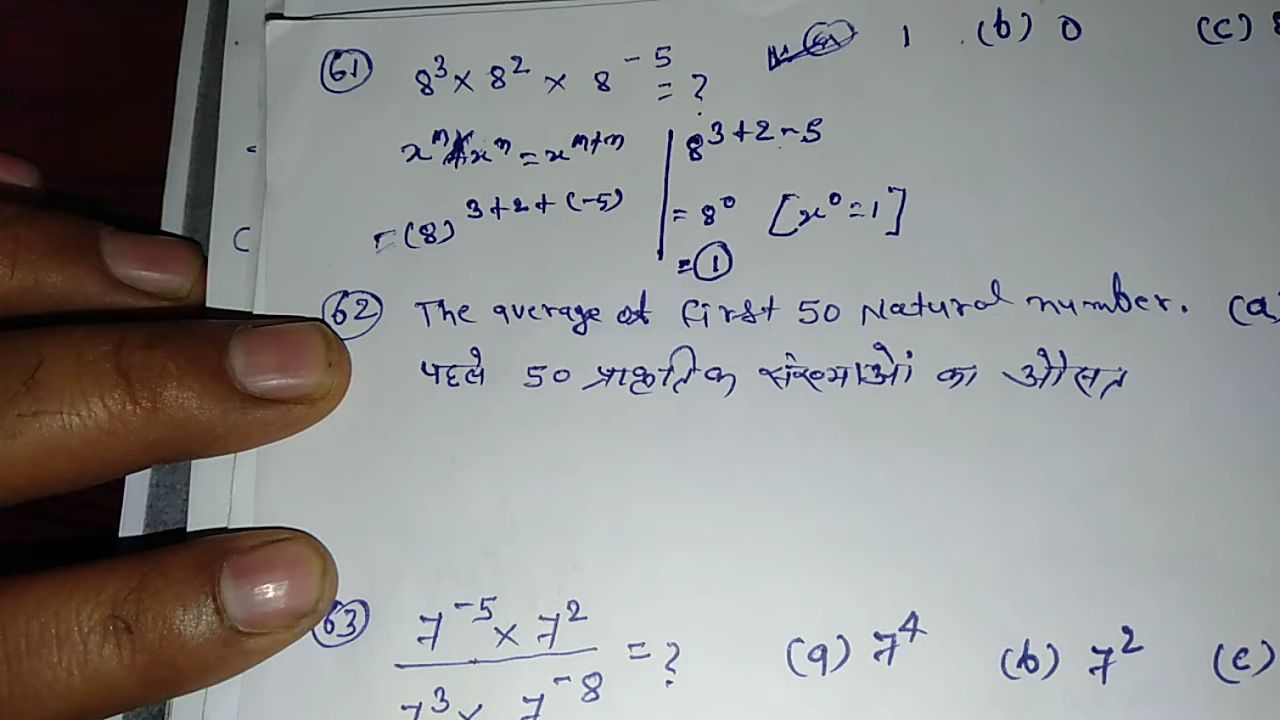 61 8³ × 8² × 8⁻⁵ = ? (a) 1 (b) 0 (c)
xᵐ × xⁿ = xᵐ⁺ⁿ | 8³⁺²⁻⁵
= (8)³⁺²⁺⁽⁻⁵⁾ | = 8⁰ [x⁰ = 1]
= 1
62 The average of first 50 Natural number. (a)
पहले 50 प्राकृतिक संख्याओं का औसत
63 7⁻⁵ × 7² = ? (a) 7⁴ (b) 7² (c)
7³ × 7⁻⁸